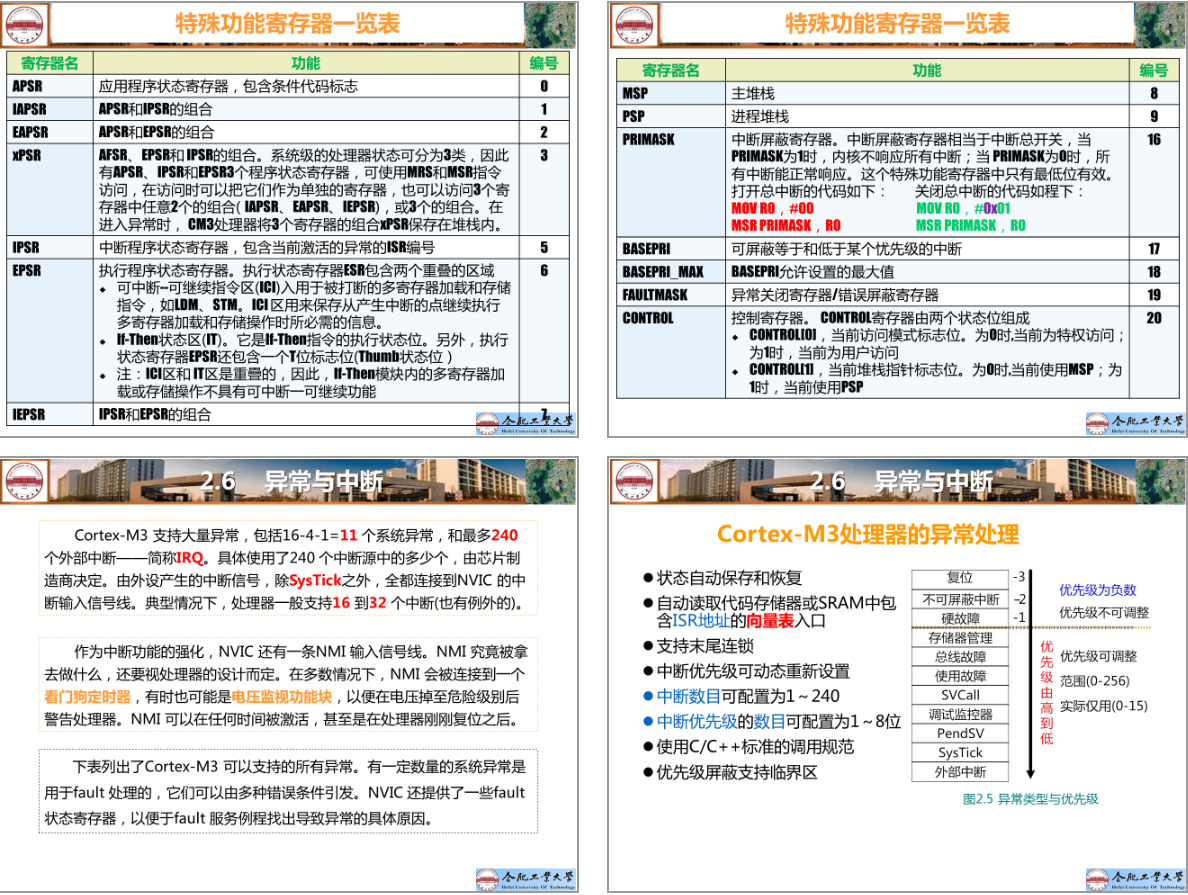 特殊功能寄存器一览表
寄存器名 功能 编号
APSR 应用程序状态寄存器，包含条件代码标志 0
IAPSR APSR和IPSR的组合 1
EAPSR APSR和EPSR的组合 2
xPSR AFSR、EPSR和 IPSR的组合。系统级的处理器状态可分为3类，因此 3
有APSR、IPSR和EPSR3个程序状态寄存器，可使用MRS和MSR指令
访问，在访问时可以把它们作为单独的寄存器，也可以访问3个寄
存器中任意2个的组合( IAPSR、EAPSR、IEPSR)，或3个的组合。在
进入异常时， CM3处理器将3个寄存器的组合xPSR保存在堆栈内。
IPSR 中断程序状态寄存器，包含当前激活的异常的ISR编号 5
EPSR 执行程序状态寄存器。执行状态寄存器ESR包含两个重叠的区域 6
可中断--可继续指令区(ICI)入用于被打断的多寄存器加载和存储
指令，如LDM、STM。ICI 区用来保存从产生中断的点继续执行
多寄存器加载和存储操作时所必需的信息。
If-Then状态区(IT)。它是If-Then指令的执行状态位。另外，执行
状态寄存器EPSR还包含一个T位标志位(Thumb状态位 )
注：ICI区和 IT区是重疊的，因此，If-Then模块内的多寄存器加
载或存储操作不具有可中断一可继续功能
IEPSR IPSR和EPSR的组合 7
合肥工业大学
Hefei University Of Technology
特殊功能寄存器一览表
寄存器名 功能 编号
MSP 主堆栈 8
PSP 进程堆栈 9
PRIMASK 中断屏蔽寄存器。中断屏蔽寄存器相当于中断总开关，当 16
PRIMASK为1时，内核不响应所有中断；当 PRIMASK为0时，所
有中断能正常响应。这个特殊功能寄存器中只有最低位有效。
打开总中断的代码如下： 关闭总中断的代码如程下：
MOV R0，#00 MOV R0，#0x01
MSR PRIMASK，R0 MSR PRIMASK，R0
BASEPRI 可屏蔽等于和低于某个优先级的中断 17
BASEPRI_MAX BASEPRI允许设置的最大值 18
FAULTMASK 异常关闭寄存器/错误屏蔽寄存器 19
CONTROL 控制寄存器。 CONTROL寄存器由两个状态位组成 20
CONTROL[0]，当前访问模式标志位。为0时,当前为特权访问；
为1时，当前为用户访问
CONTROL[1]，当前堆栈指针标志位。为0时,当前使用MSP；为
1时，当前使用PSP
合肥工业大学
Hefei University Of Technology
2.6 异常与中断
Cortex-M3 支持大量异常，包括16-4-1=11 个系统异常，和最多240
个外部中断——简称IRQ。具体使用了240 个中断源中的多少个，由芯片制
造商决定。由外设产生的中断信号，除SysTick之外，全都连接到NVIC 的中
断输入信号线。典型情况下，处理器一般支持16 到32 个中断(也有例外的)。
作为中断功能的强化，NVIC 还有一条NMI 输入信号线。NMI 究竟被拿
去做什么，还要视处理器的设计而定。在多数情况下，NMI 会被连接到一个
看门狗定时器，有时也可能是电压监视功能块，以便在电压掉至危险级别后
警告处理器。NMI 可以在任何时间被激活，甚至是在处理器刚刚复位之后。
下表列出了Cortex-M3 可以支持的所有异常。有一定数量的系统异常是
用于fault 处理的，它们可以由多种错误条件引发。NVIC 还提供了一些fault
状态寄存器，以便于fault 服务例程找出导致异常的具体原因。
合肥工业大学
Hefei University Of Technology
2.6 异常与中断
Cortex-M3处理器的异常处理
状态自动保存和恢复
自动读取代码存储器或SRAM中包
含ISR地址的向量表入口
支持末尾连锁
中断优先级可动态重新设置
中断数目可配置为1～240
中断优先级的数目可配置为1～8位
使用C/C++标准的调用规范
优先级屏蔽支持临界区
复位 -3
不可屏蔽中断 -2
硬故障 -1
存储器管理
总线故障
使用故障
SVCall
调试监控器
PendSV
SysTick
外部中断
优先级为负数
优先级不可调整
优先级由高到低
优先级可调整
范围(0-256)
实际仅用(0-15)
图2.5 异常类型与优先级
合肥工业大学
Hefei University Of Technology